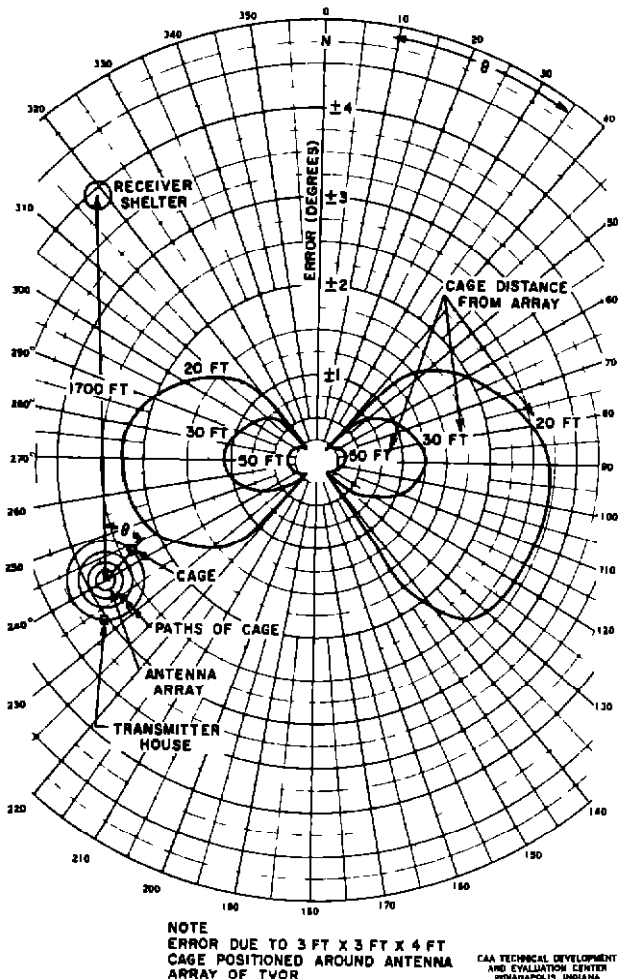 340
350
0
10
20
30
40
N
θ
330
320
±4
RECEIVER
SHELTER
±3
310
50
ERROR (DEGREES)
CAGE DISTANCE
FROM ARRAY
300
±2
60
290
1700 FT
20 FT
±1
70
280
30 FT
20 FT
80
30 FT
270
50 FT
50 FT
90
260
100
θ
250
CAGE
110
240
PATHS OF CAGE
120
ANTENNA
ARRAY
230
130
TRANSMITTER
HOUSE
220
140
210
150
200
160
190
180
170
NOTE
ERROR DUE TO 3 FT X 3 FT X 4 FT
CAGE POSITIONED AROUND ANTENNA
ARRAY OF TVOR
CAA TECHNICAL DEVELOPMENT
AND EVALUATION CENTER
INDIANAPOLIS, INDIANA